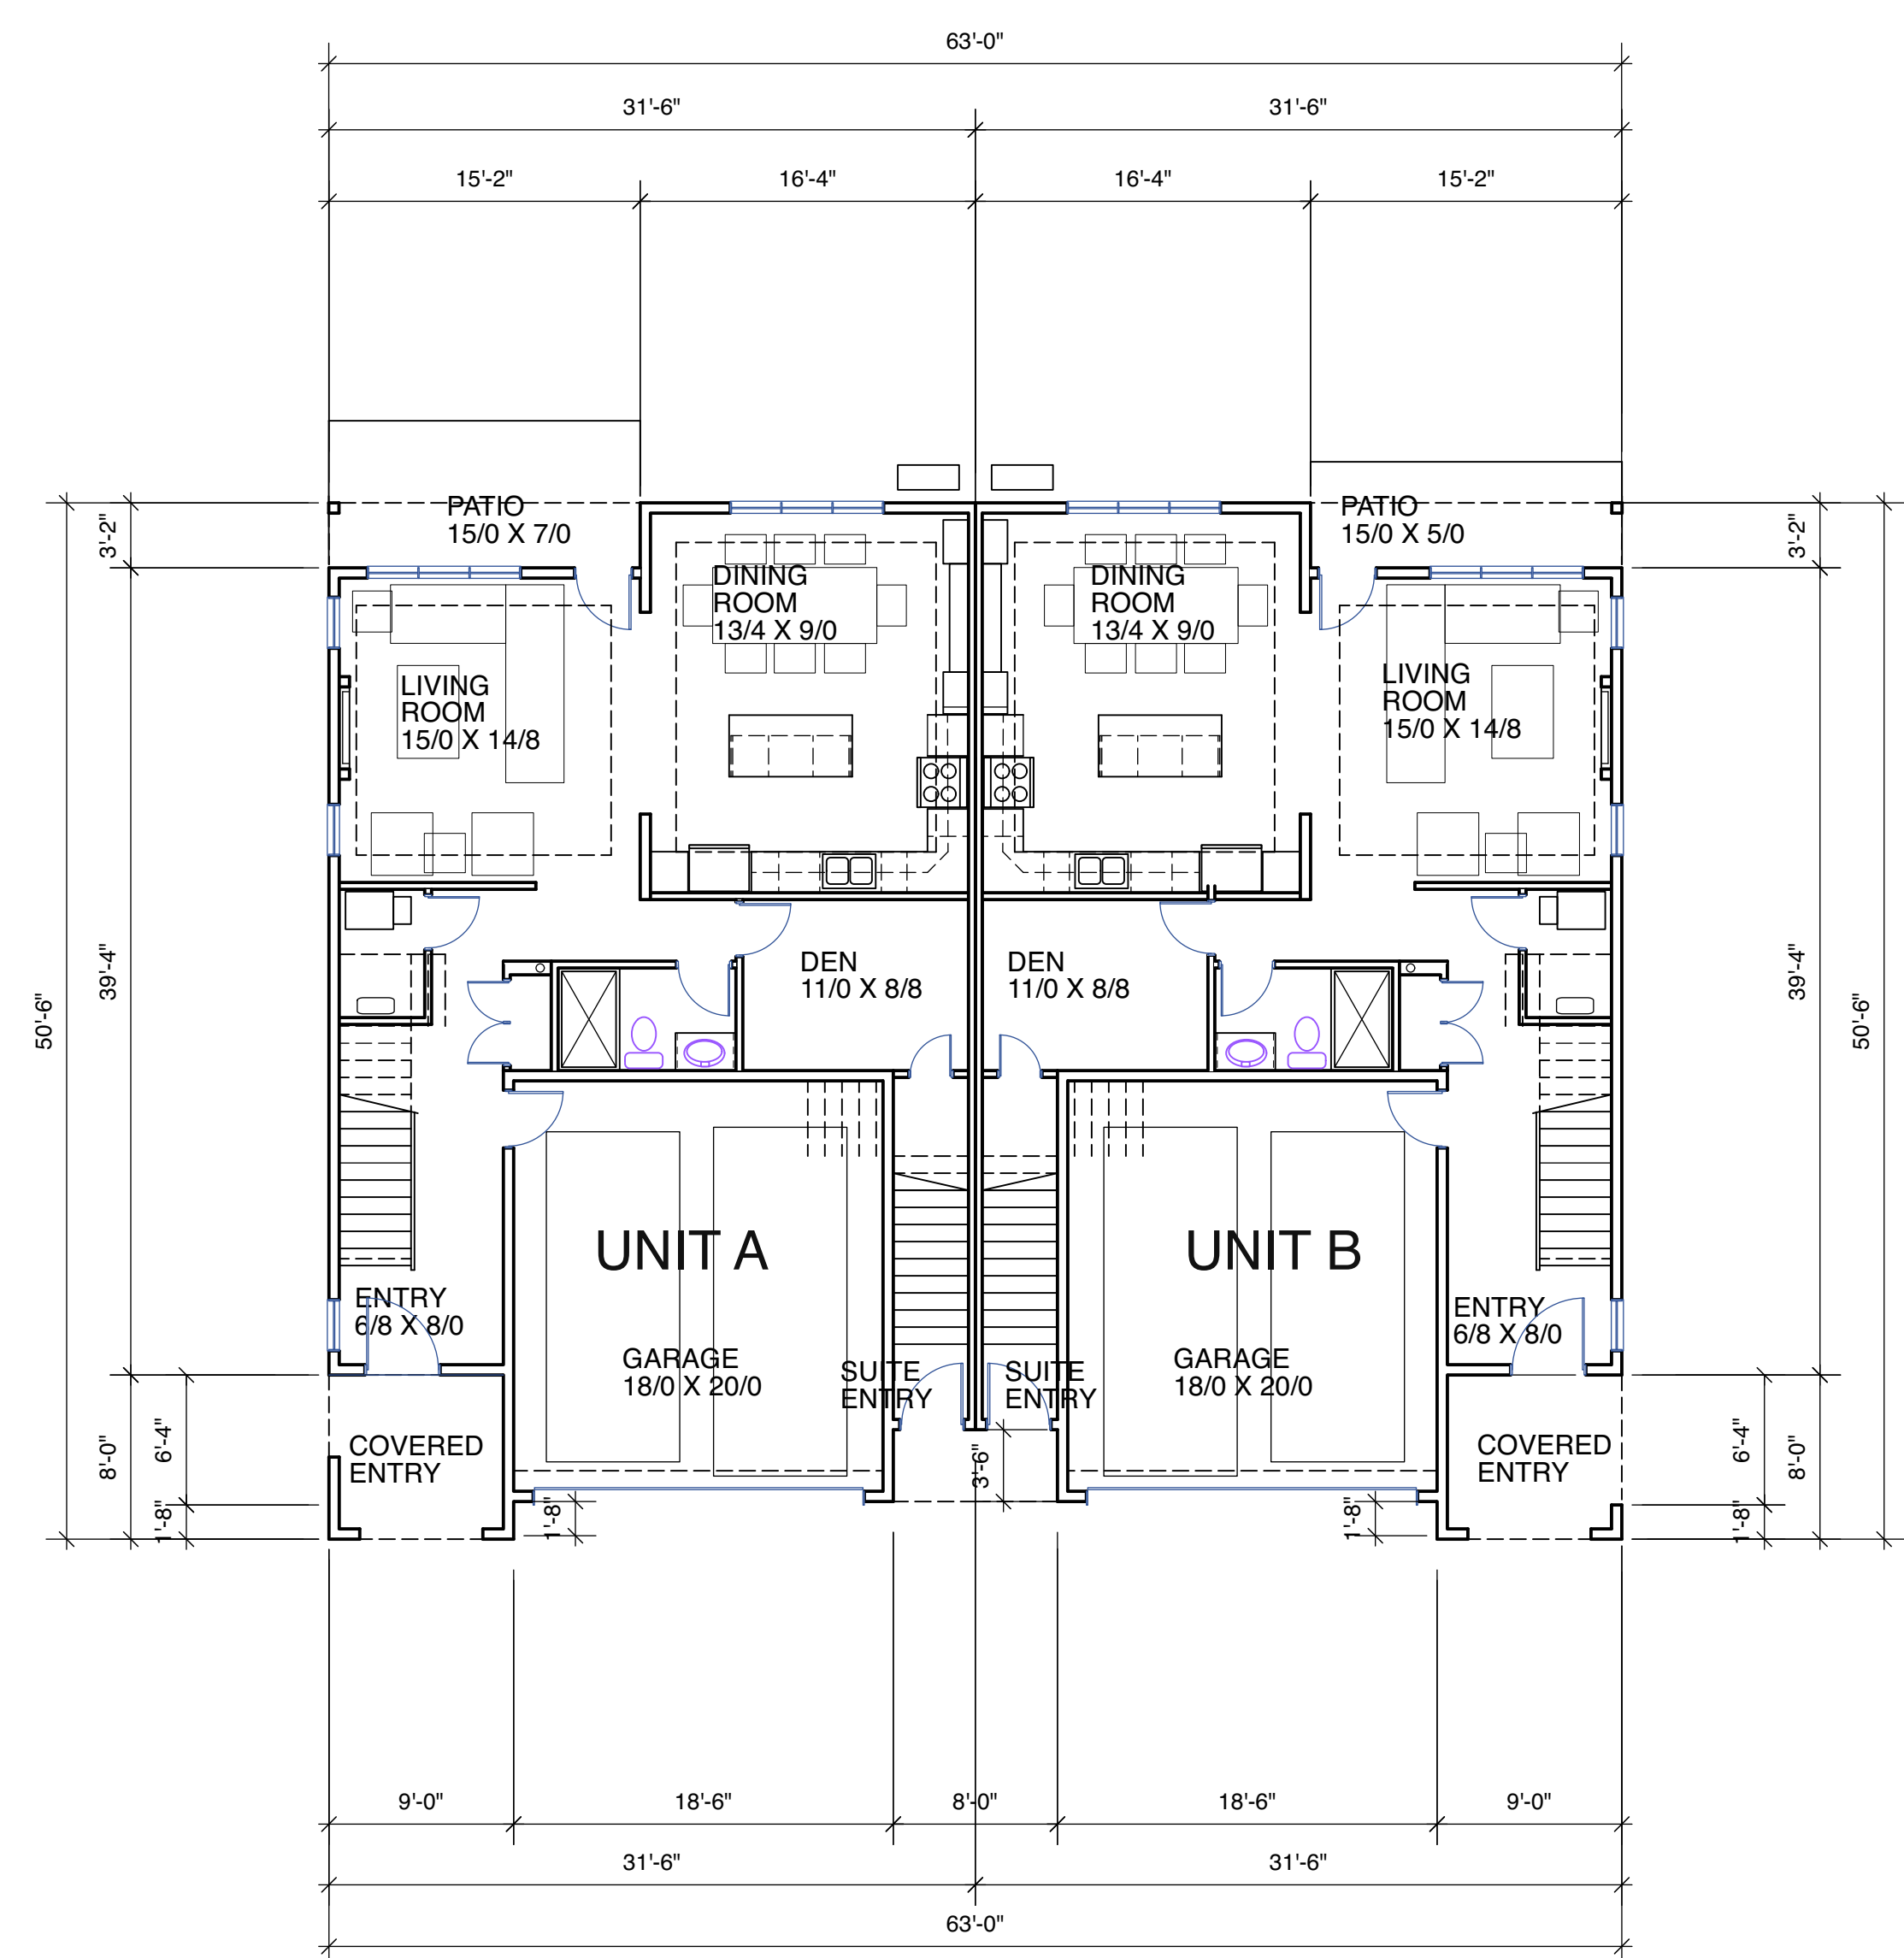 63'-0"
31'-6" 31'-6"
15'-2" 16'-4" 16'-4" 15'-2"
PATIO
15/0 X 7/0
PATIO
15/0 X 5/0
3'-2"
3'-2"
DINING
ROOM
13/4 X 9/0
DINING
ROOM
13/4 X 9/0
LIVING
ROOM
15/0 X 14/8
LIVING
ROOM
15/0 X 14/8
50'-6"
39'-4"
DEN
11/0 X 8/8
DEN
11/0 X 8/8
39'-4"
50'-6"
UNIT A
UNIT B
ENTRY
6/8 X 8/0
ENTRY
6/8 X 8/0
GARAGE
18/0 X 20/0
SUITE
ENTRY
SUITE
ENTRY
GARAGE
18/0 X 20/0
8'-0"
6'-4"
1'-8"
COVERED
ENTRY
1'-8"
3'-6"
1'-8"
COVERED
ENTRY
6'-4"
1'-8"
8'-0"
9'-0" 18'-6" 8'-0" 18'-6" 9'-0"
31'-6" 31'-6"
63'-0"